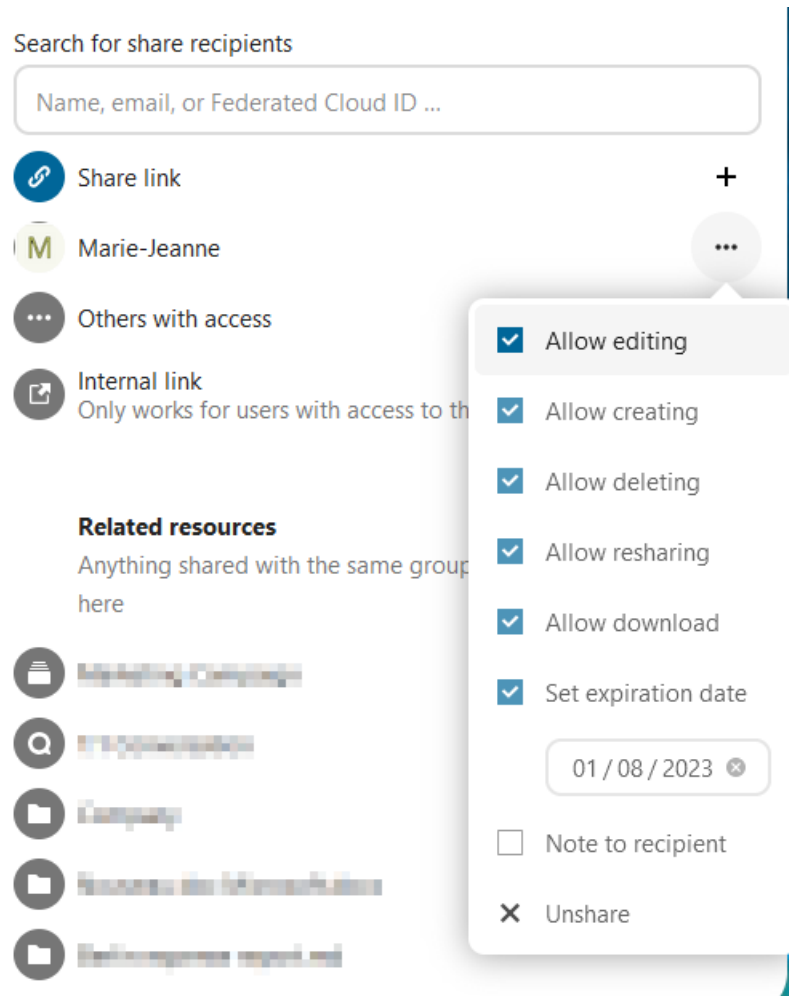 Search for share recipients
Name, email, or Federated Cloud ID ...
Share link
M Marie-Jeanne
Others with access
Internal link
Only works for users with access to th
Related resources
Anything shared with the same group
here
Allow editing
Allow creating
Allow deleting
Allow resharing
Allow download
Set expiration date
01 / 08 / 2023
Note to recipient
Unshare